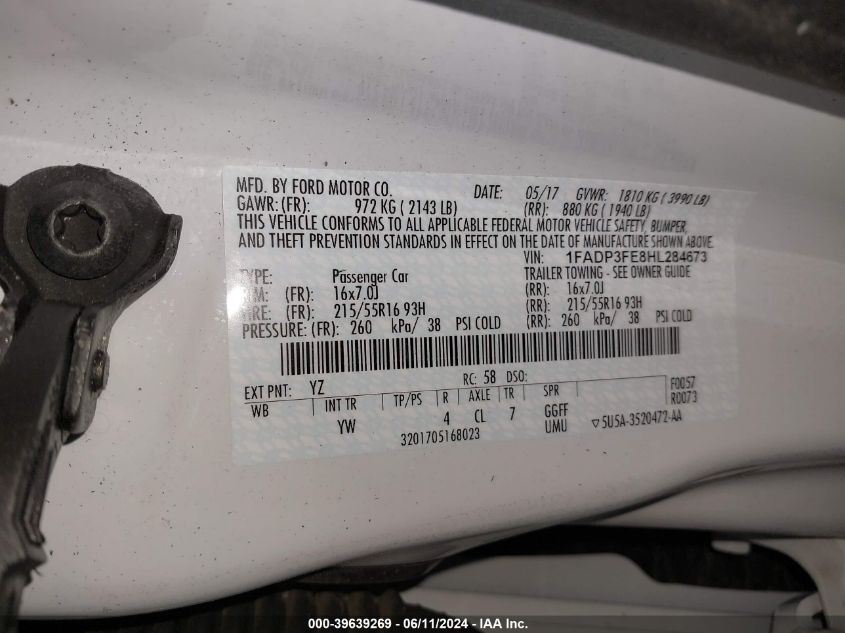 MFD. BY FORD MOTOR CO. DATE: 05/17 GVWR: 1810 KG ( 3990 LB)
GAWR: (FR): 972 KG ( 2143 LB) (RR): 880 KG ( 1940 LB)
THIS VEHICLE CONFORMS TO ALL APPLICABLE FEDERAL MOTOR VEHICLE SAFETY, BUMPER,
AND THEFT PREVENTION STANDARDS IN EFFECT ON THE DATE OF MANUFACTURE SHOWN ABOVE.
VIN: 1FADP3FE8HL284673
TYPE: Passenger Car TRAILER TOWING - SEE OWNER GUIDE
(FR): 16x7.0J (RR): 16x7.0J
(FR): 215/55R16 93H (RR): 215/55R16 93H
PRESSURE: (FR): 260 kPa/ 38 PSI COLD (RR): 260 kPa/ 38 PSI COLD
EXT PNT: YZ RC: 58 DSO: F0057
WB INT TR TP/PS R AXLE TR SPR R0073
YW 4 CL 7 GGFF
UMU ▽5U5A-3520472-AA
3201705168023
000-39639269 - 06/11/2024 - IAA Inc.